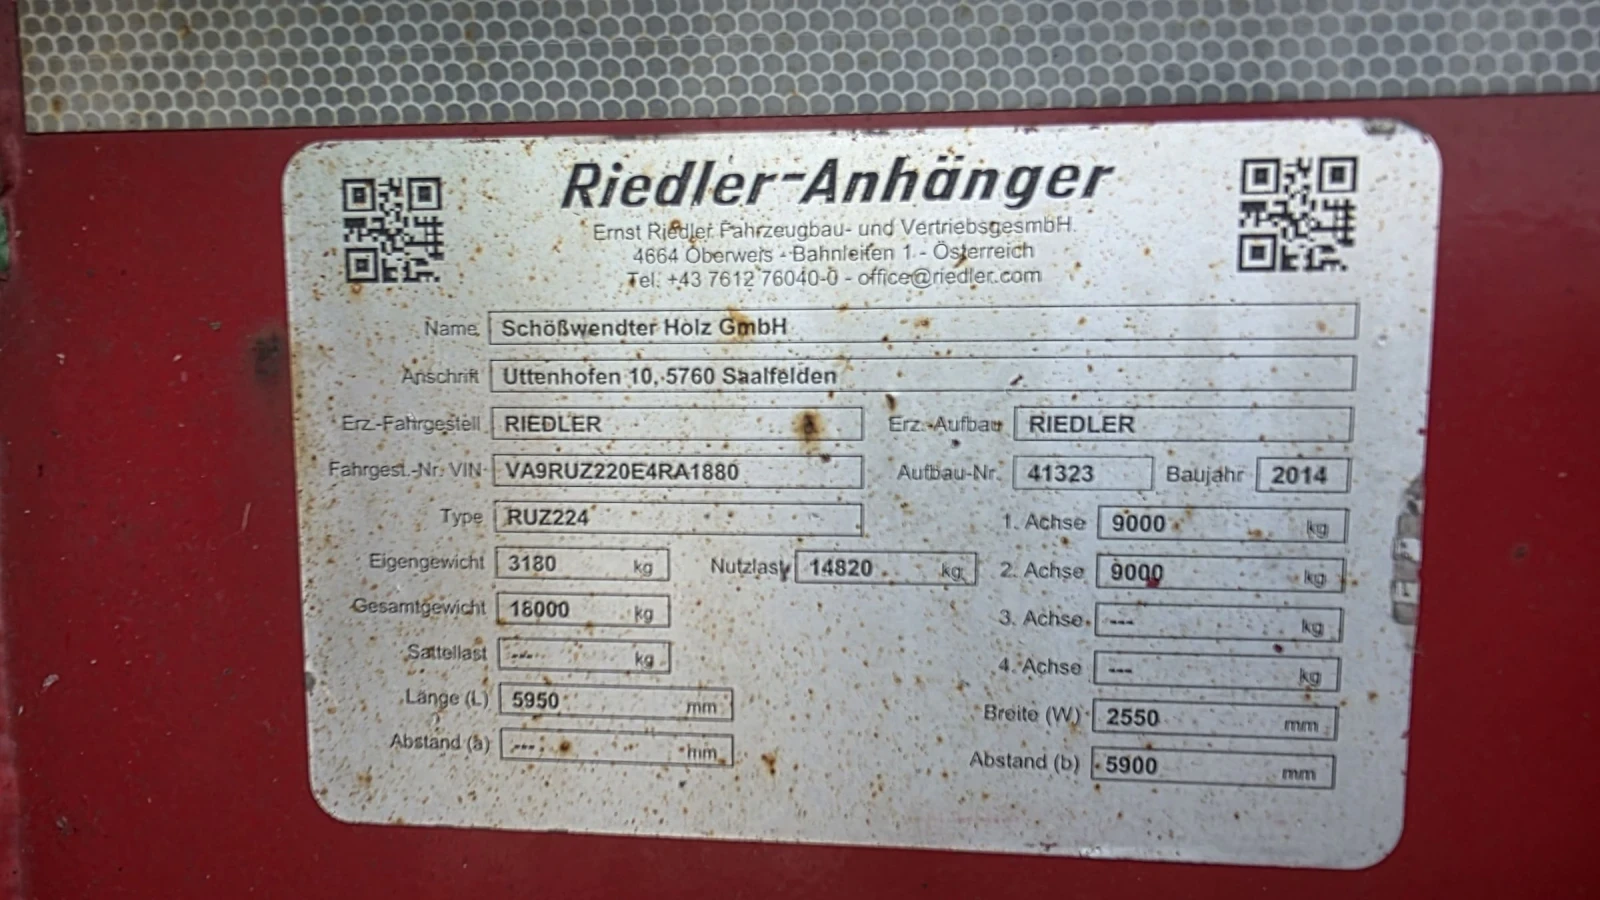 Riedler-Anhänger
Ernst Riedler Fahrzeugbau- und VertriebsgesmbH.
4664 Oberweis - Bahnleiten 1 - Österreich
Tel: +43 7612 76040-0 - office@riedler.com
Name Schößwendter Holz GmbH
Anschrift Uttenhofen 10, 5760 Saalfelden
Erz.-Fahrgestell RIEDLER Erz.-Aufbau RIEDLER
Fahrgest.-Nr. VIN VA9RUZ220E4RA1880 Aufbau-Nr. 41323 Baujahr 2014
Type RUZ224 1. Achse 9000 kg
Eigengewicht 3180 kg Nutzlast 14820 kg 2. Achse 9000 kg
Gesamtgewicht 18000 kg 3. Achse --- kg
Sattellast --- kg 4. Achse --- kg
Länge (L) 5950 mm Breite (W) 2550 mm
Abstand (a) --- mm Abstand (b) 5900 mm